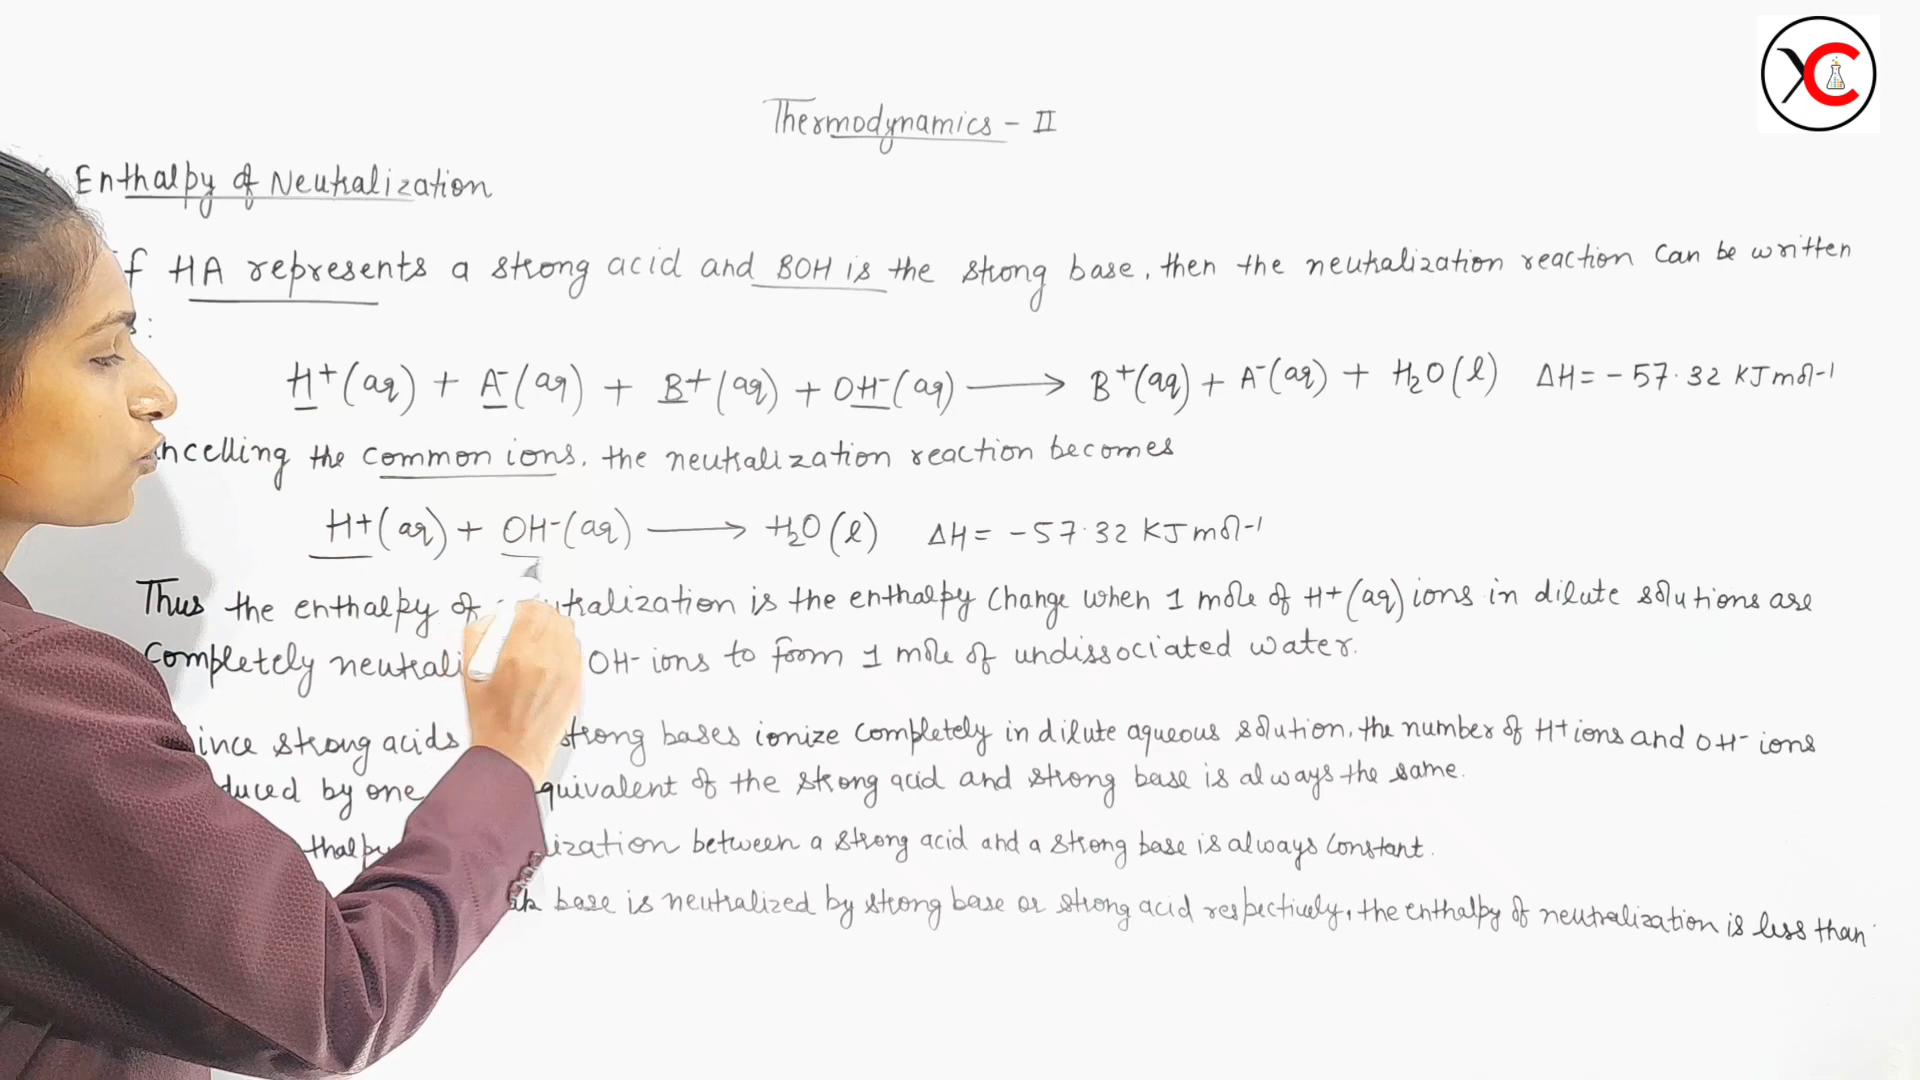 Thermodynamics - II
Enthalpy of Neutralization
If HA represents a strong acid and BOH is the strong base, then the neutralization reaction can be written
:
H+(aq) + A-(aq) + B+(aq) + OH-(aq) ⟶ B+(aq) + A-(aq) + H2O(l) ΔH = -57.32 KJ mol-1
ncelling the common ions, the neutralization reaction becomes
H+(aq) + OH-(aq) ⟶ H2O(l) ΔH = -57.32 KJ mol-1
Thus the enthalpy of utralization is the enthalpy change when 1 mole of H+(aq) ions in dilute solutions are
completely neutrali OH- ions to form 1 mole of undissociated water.
ince strong acids strong bases ionize completely in dilute aqueous solution, the number of H+ ions and OH- ions
duced by one quivalent of the strong acid and strong base is always the same.
thalpy ization between a strong acid and a strong base is always constant.
base is neutralized by strong base or strong acid respectively, the enthalpy of neutralization is less than